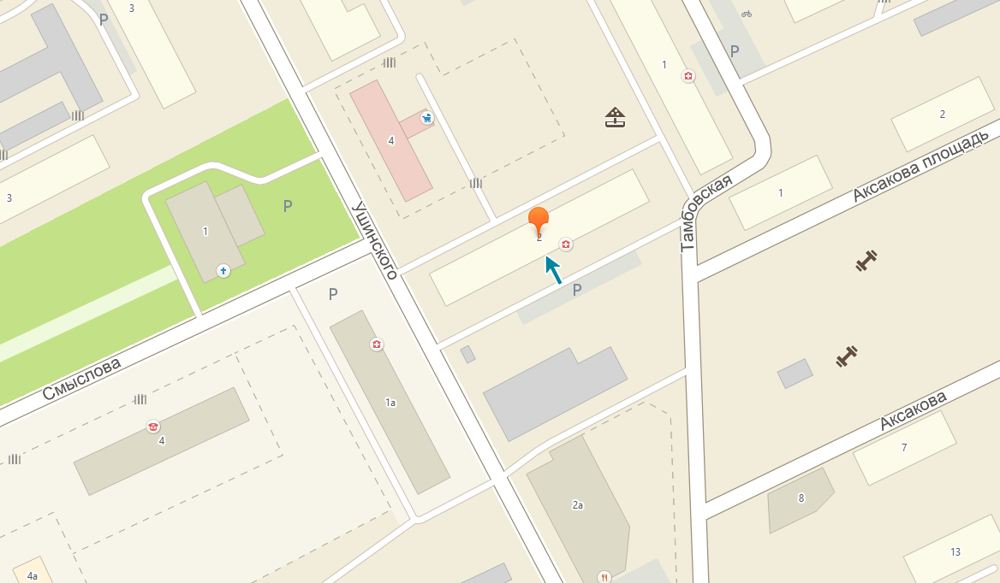 3
P
P
1
2
4
Аксакова площадь
Ушинского
Тамбовская
1
3
P
1
2
P
P
Смыслова
1а
Аксакова
4
7
8
2а
13
4а